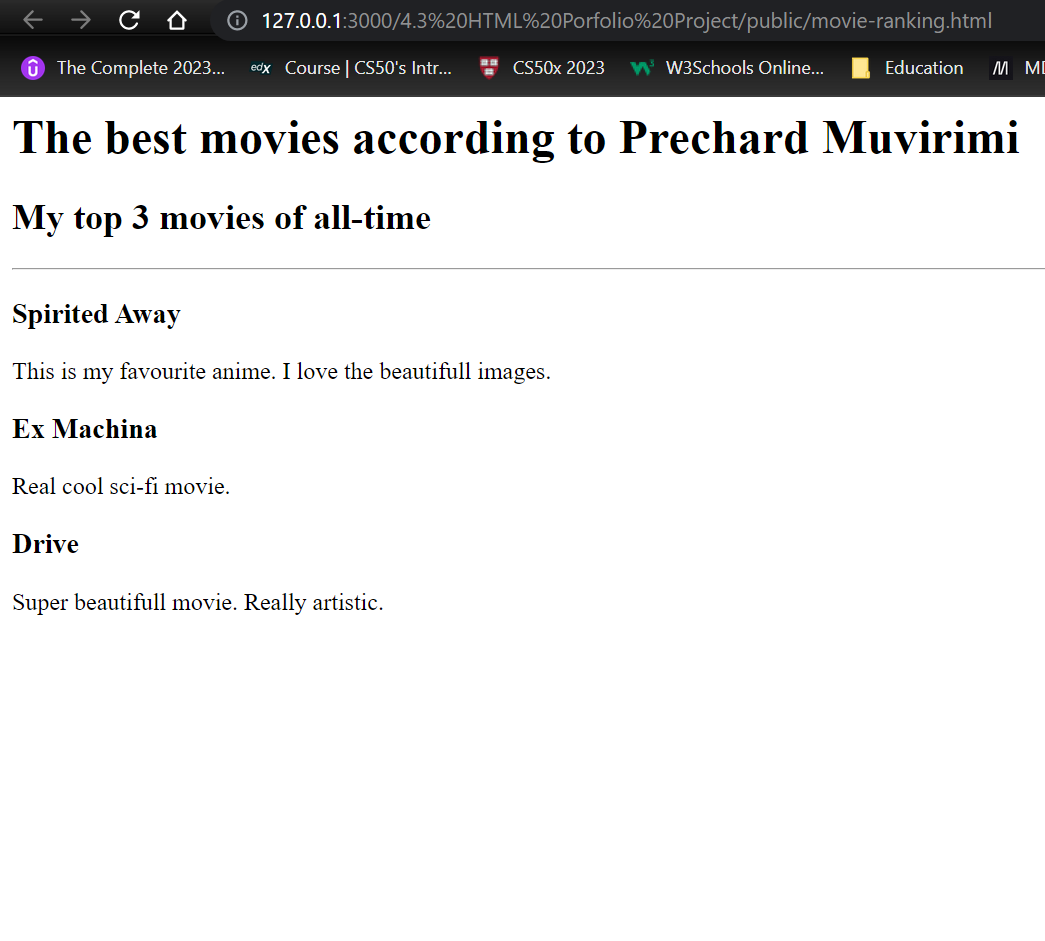 127.0.0.1:3000/4.3%20HTML%20Porfolio%20Project/public/movie-ranking.html
The Complete 2023... edX Course | CS50's Intr... CS50x 2023 W3Schools Online... Education M MD
The best movies according to Prechard Muvirimi
My top 3 movies of all-time
Spirited Away
This is my favourite anime. I love the beautifull images.
Ex Machina
Real cool sci-fi movie.
Drive
Super beautifull movie. Really artistic.